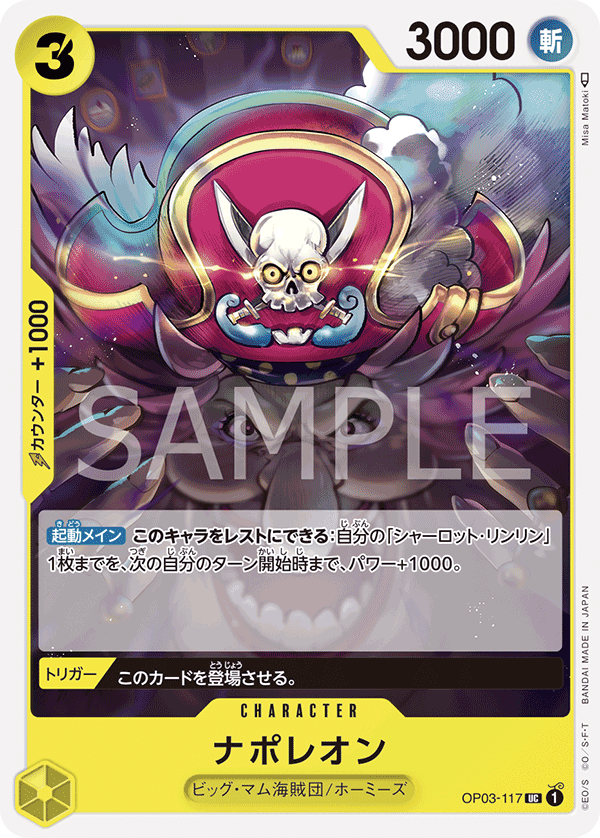 3
3000
斬
Misa Matoki
カウンター +1000
SAMPLE
起動メイン このキャラをレストにできる：自分の「シャーロット・リンリン」
1枚までを、次の自分のターン開始時まで、パワー+1000。
トリガー このカードを登場させる。
CHARACTER
ナポレオン
ビッグ・マム海賊団/ホーミーズ
OP03-117 UC 1
©E.O/S ©O/S・F・T BANDAI MADE IN JAPAN